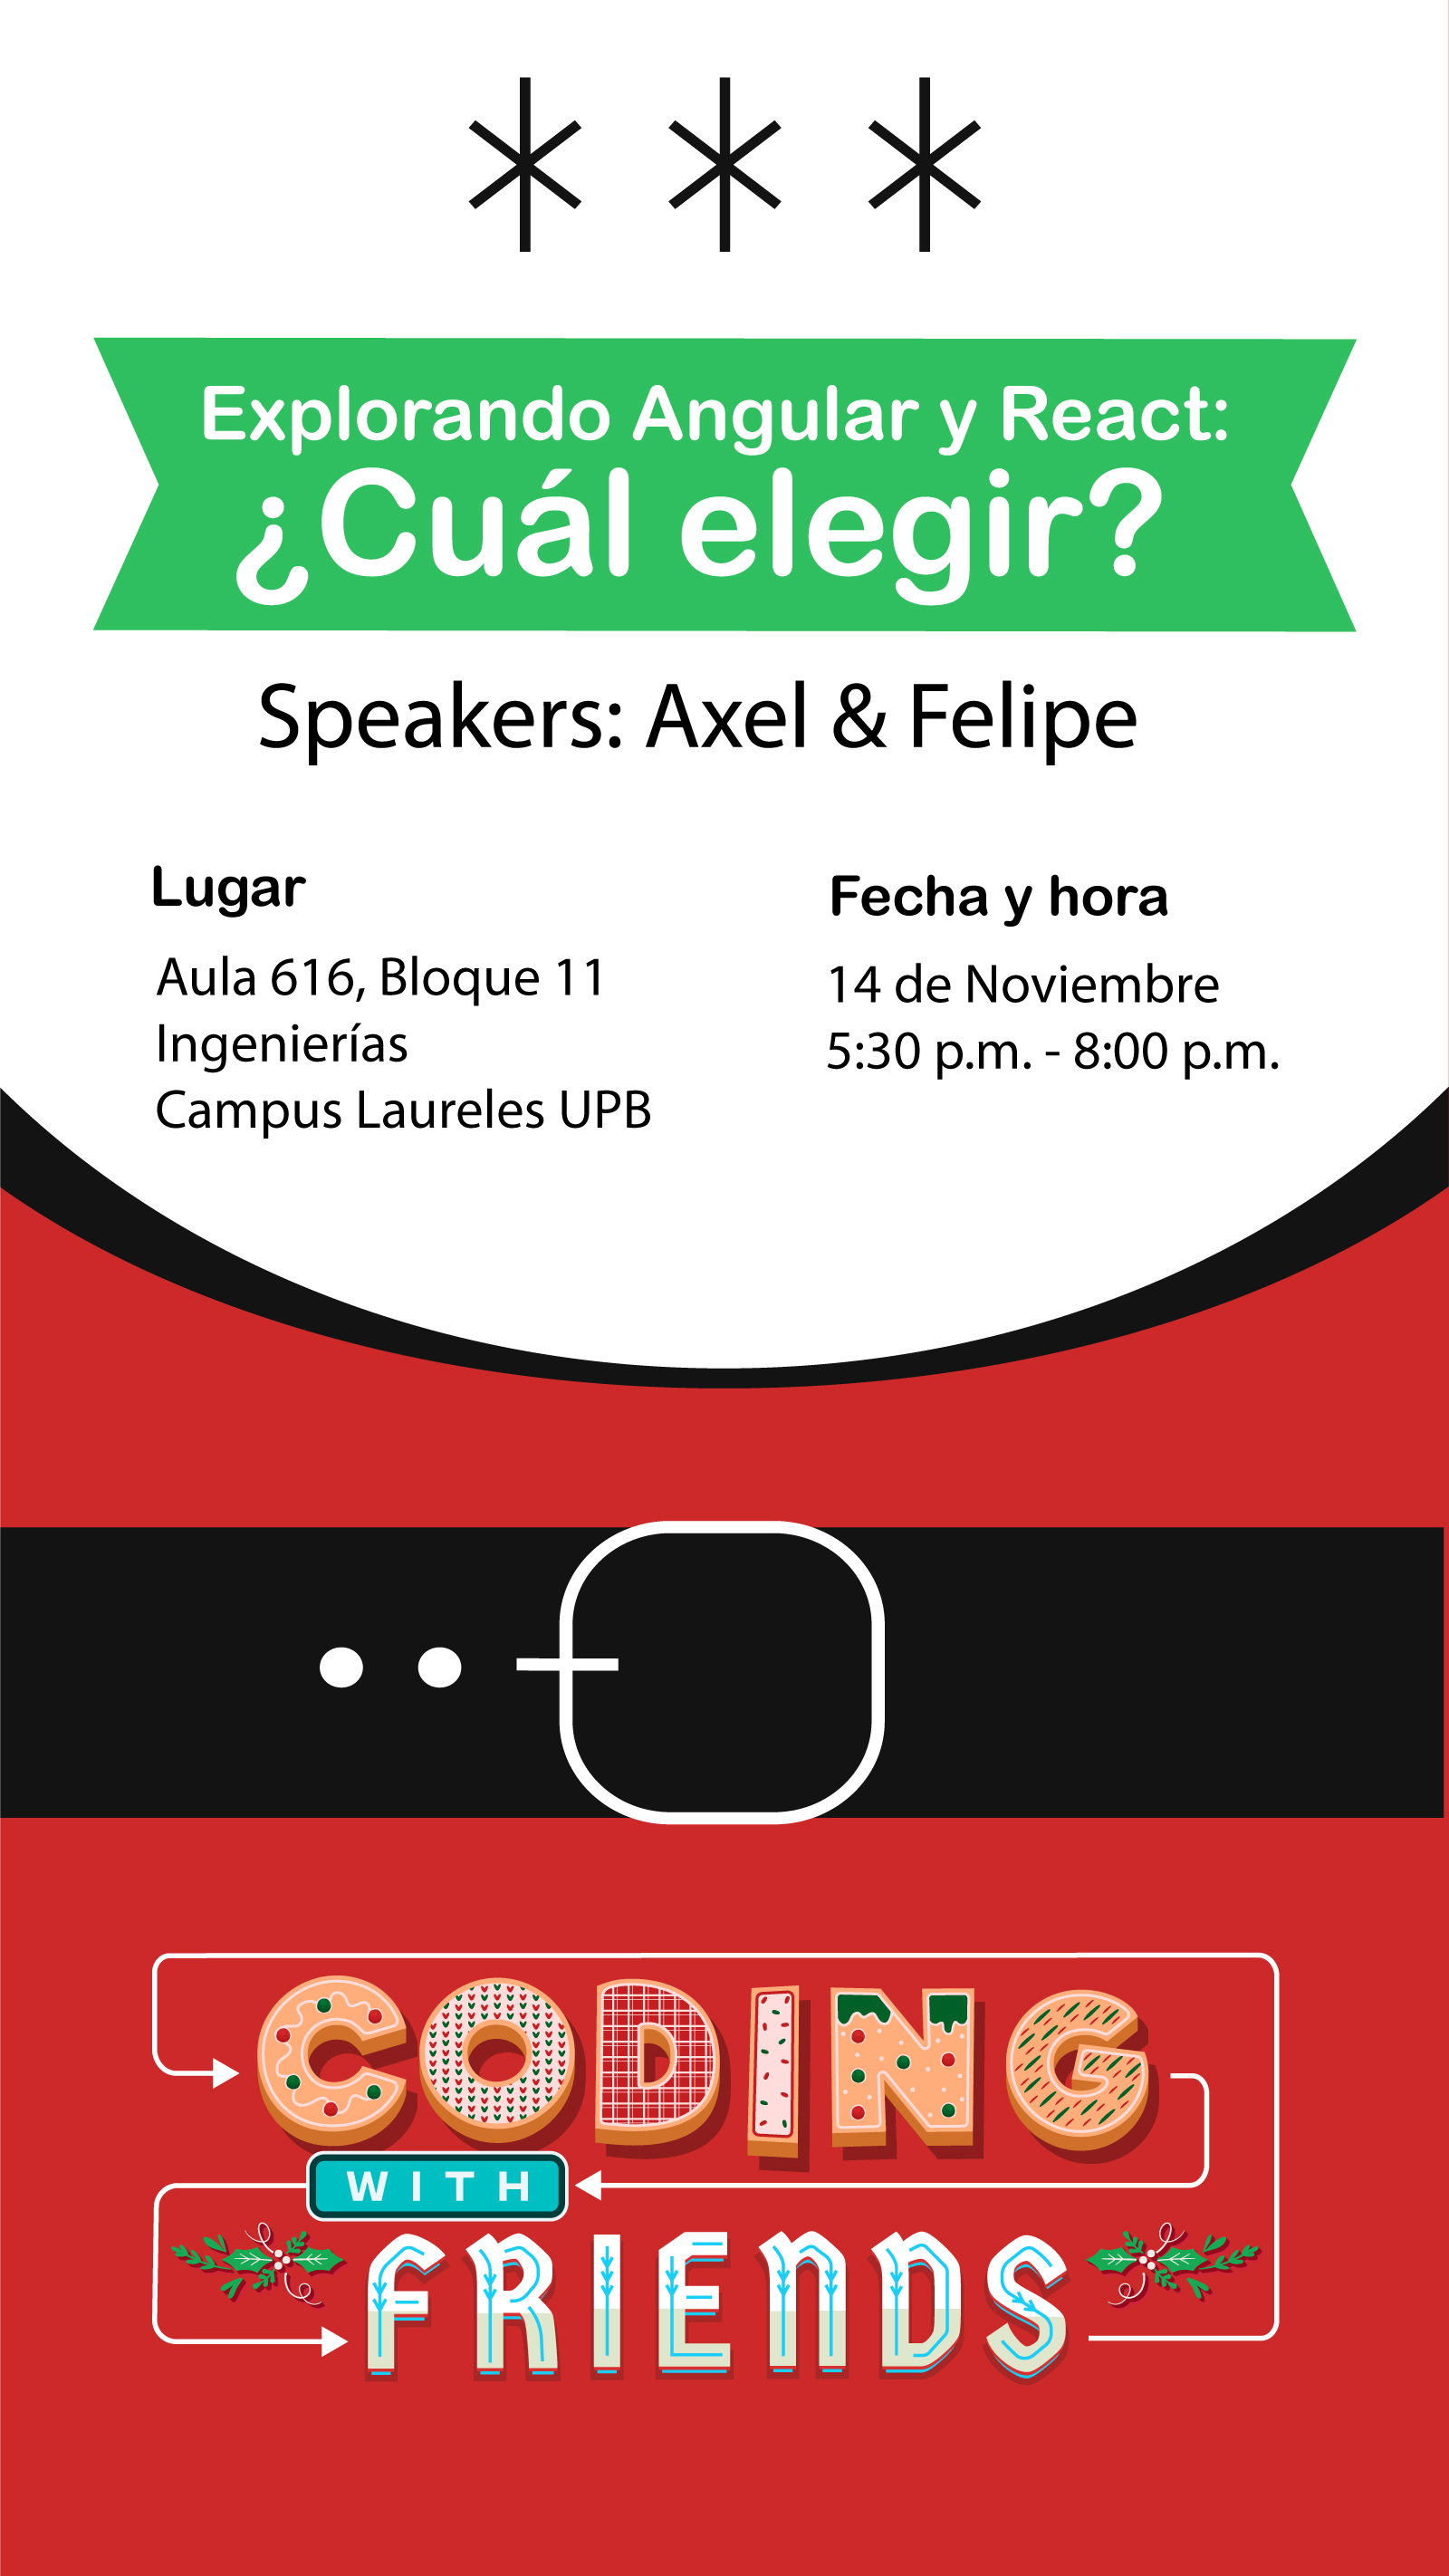 Explorando Angular y React:
¿Cuál elegir?
Speakers: Axel & Felipe
Lugar
Aula 616, Bloque 11
Ingenierías
Campus Laureles UPB
Fecha y hora
14 de Noviembre
5:30 p.m. - 8:00 p.m.
CODING
WITH
FRIENDS